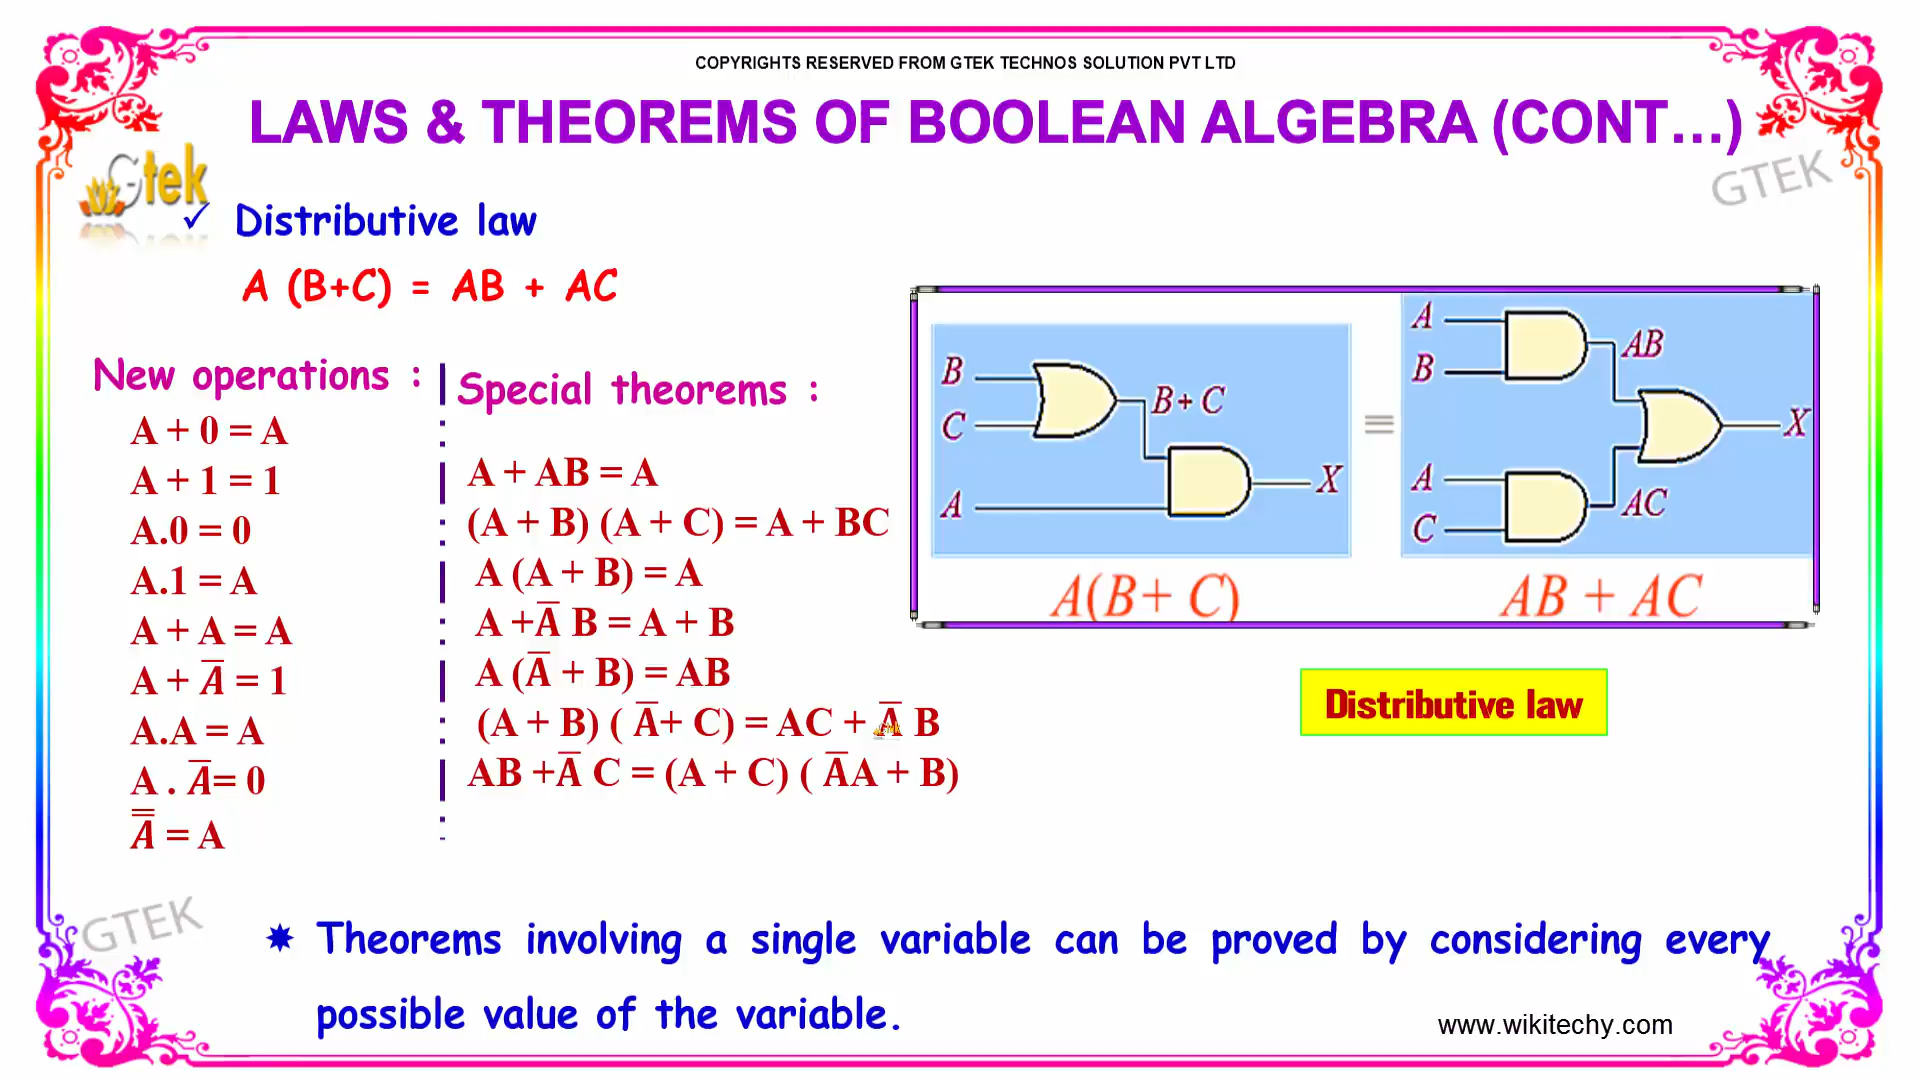 COPYRIGHTS RESERVED FROM GTEK TECHNOS SOLUTION PVT LTD
LAWS & THEOREMS OF BOOLEAN ALGEBRA (CONT...)
Gtek
GTEK
✓ Distributive law
A (B+C) = AB + AC
New operations :
A + 0 = A
A + 1 = 1
A.0 = 0
A.1 = A
A + A = A
A + A̅ = 1
A.A = A
A . A̅= 0
A̿ = A
Special theorems :
A + AB = A
(A + B) (A + C) = A + BC
A (A + B) = A
A +A̅ B = A + B
A (A̅ + B) = AB
(A + B) ( A̅+ C) = AC + A̅ B
AB +A̅ C = (A + C) ( A̅A + B)
B
C
B+ C
A
X
A(B+ C)
≡
A
B
AB
X
A
C
AC
AB + AC
Distributive law
GTEK
Theorems involving a single variable can be proved by considering every
possible value of the variable.
www.wikitechy.com